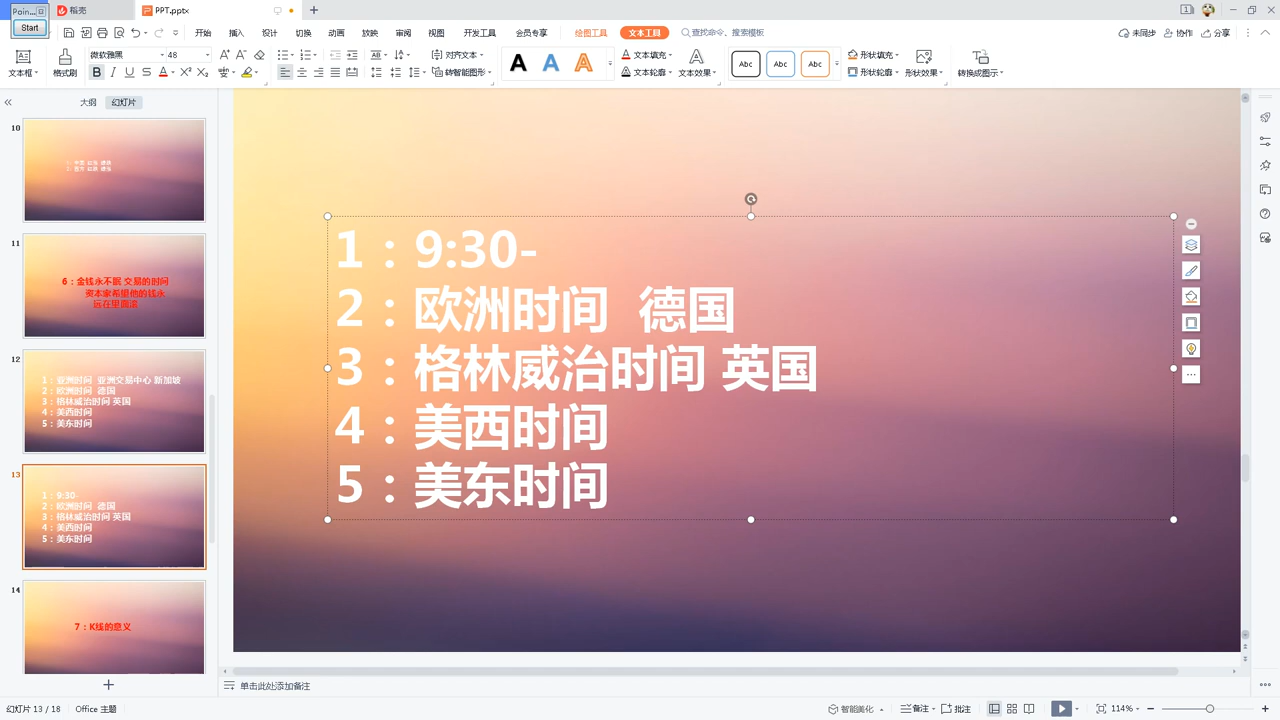 Poin...
Start
稻壳
PPT.pptx
开始 插入 设计 切换 动画 放映 审阅 视图 开发工具 会员专享 绘图工具 文本工具 查找命令、搜索模板
未同步 协作 分享
文本框 格式刷 微软雅黑 48
对齐文本
转智能图形
文本填充
文本轮廓
文本效果
Abc Abc Abc
形状填充
形状轮廓
形状效果
转换成图示
大纲 幻灯片
10
11
6：金钱永不眠 交易的时间
资本家希望他的钱永
远在里面滚
12
1：亚洲时间 亚洲交易中心 新加坡
2：欧洲时间 德国
3：格林威治时间 英国
4：美西时间
5：美东时间
13
1：9:30-
2：欧洲时间 德国
3：格林威治时间 英国
4：美西时间
5：美东时间
14
7：K线的意义
1：9:30-
2：欧洲时间 德国
3：格林威治时间 英国
4：美西时间
5：美东时间
单击此处添加备注
幻灯片 13 / 18 Office 主题
智能美化 备注 批注 114%